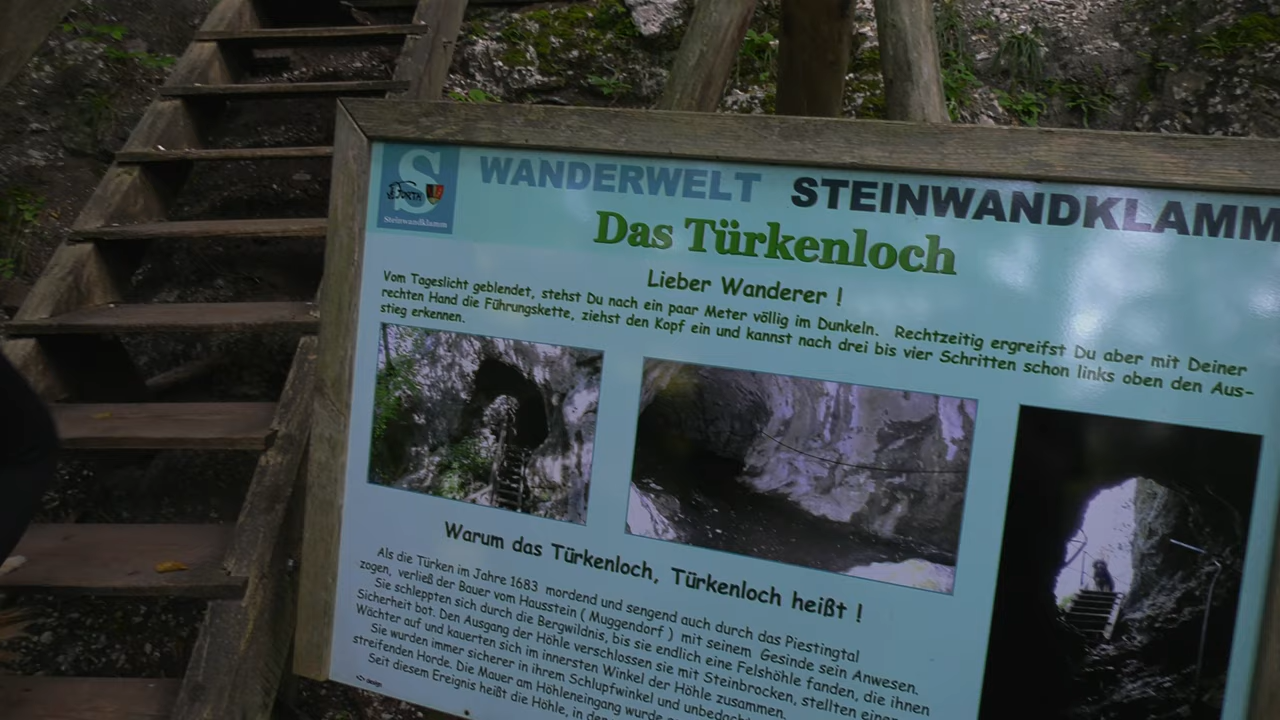 S
Steinwandklamm
WANDERWELT STEINWANDKLAMM
Das Türkenloch
Lieber Wanderer !
Vom Tageslicht geblendet, stehst Du nach ein paar Meter völlig im Dunkeln. Rechtzeitig ergreifst Du aber mit Deiner
rechten Hand die Führungskette, ziehst den Kopf ein und kannst nach drei bis vier Schritten schon links oben den Aus-
stieg erkennen.
Warum das Türkenloch, Türkenloch heißt !
Als die Türken im Jahre 1683 mordend und sengend auch durch das Piestingtal
zogen, verließ der Bauer vom Hausstein ( Muggendorf ) mit seinem Gesinde sein Anwesen.
Sie schleppten sich durch die Bergwildnis, bis sie endlich eine Felshöhle fanden, die ihnen
Sicherheit bot. Den Ausgang der Höhle verschlossen sie mit Steinbrocken, stellten einen
Wächter auf und kauerten sich im innersten Winkel der Höhle zusammen.
Sie wurden immer sicherer in ihrem Schlupfwinkel und
streifenden Horde. Die Mauer am Höhleneingang wurde
Seit diesem Ereignis heißt die Höhle, in